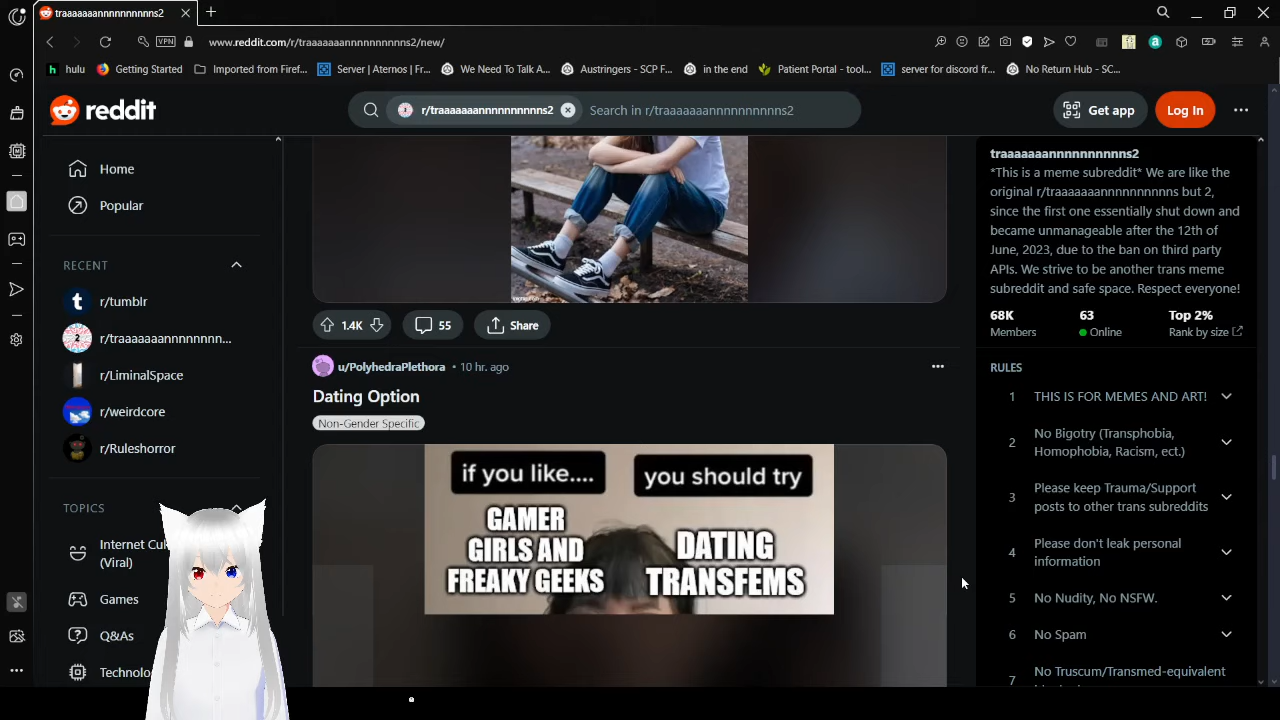 traaaaaaannnnnnnnnns2
VPN
www.reddit.com/r/traaaaaaannnnnnnnnns2/new/
hulu
Getting Started
Imported from Firef...
Server | Aternos | Fr...
We Need To Talk A...
Austringers - SCP F...
in the end
Patient Portal - tool...
server for discord fr...
No Return Hub - SC...
reddit
r/traaaaaaannnnnnnnnns2
Search in r/traaaaaaannnnnnnnnns2
Get app
Log In
Home
Popular
RECENT
r/tumblr
r/traaaaaaannnnnnn...
r/LiminalSpace
r/weirdcore
r/Ruleshorror
TOPICS
Internet Cul
(Viral)
Games
Q&As
Technolo
1.4K
55
Share
u/PolyhedraPlethora • 10 hr. ago
Dating Option
Non-Gender Specific
if you like....
you should try
GAMER
GIRLS AND
FREAKY GEEKS
DATING
TRANSFEMS
traaaaaaannnnnnnnnns2
*This is a meme subreddit* We are like the
original r/traaaaaaannnnnnnnnns but 2,
since the first one essentially shut down and
became unmanageable after the 12th of
June, 2023, due to the ban on third party
APIs. We strive to be another trans meme
subreddit and safe space. Respect everyone!
68K
Members
63
Online
Top 2%
Rank by size
RULES
1 THIS IS FOR MEMES AND ART!
2 No Bigotry (Transphobia,
Homophobia, Racism, ect.)
3 Please keep Trauma/Support
posts to other trans subreddits
4 Please don't leak personal
information
5 No Nudity, No NSFW.
6 No Spam
7 No Truscum/Transmed-equivalent